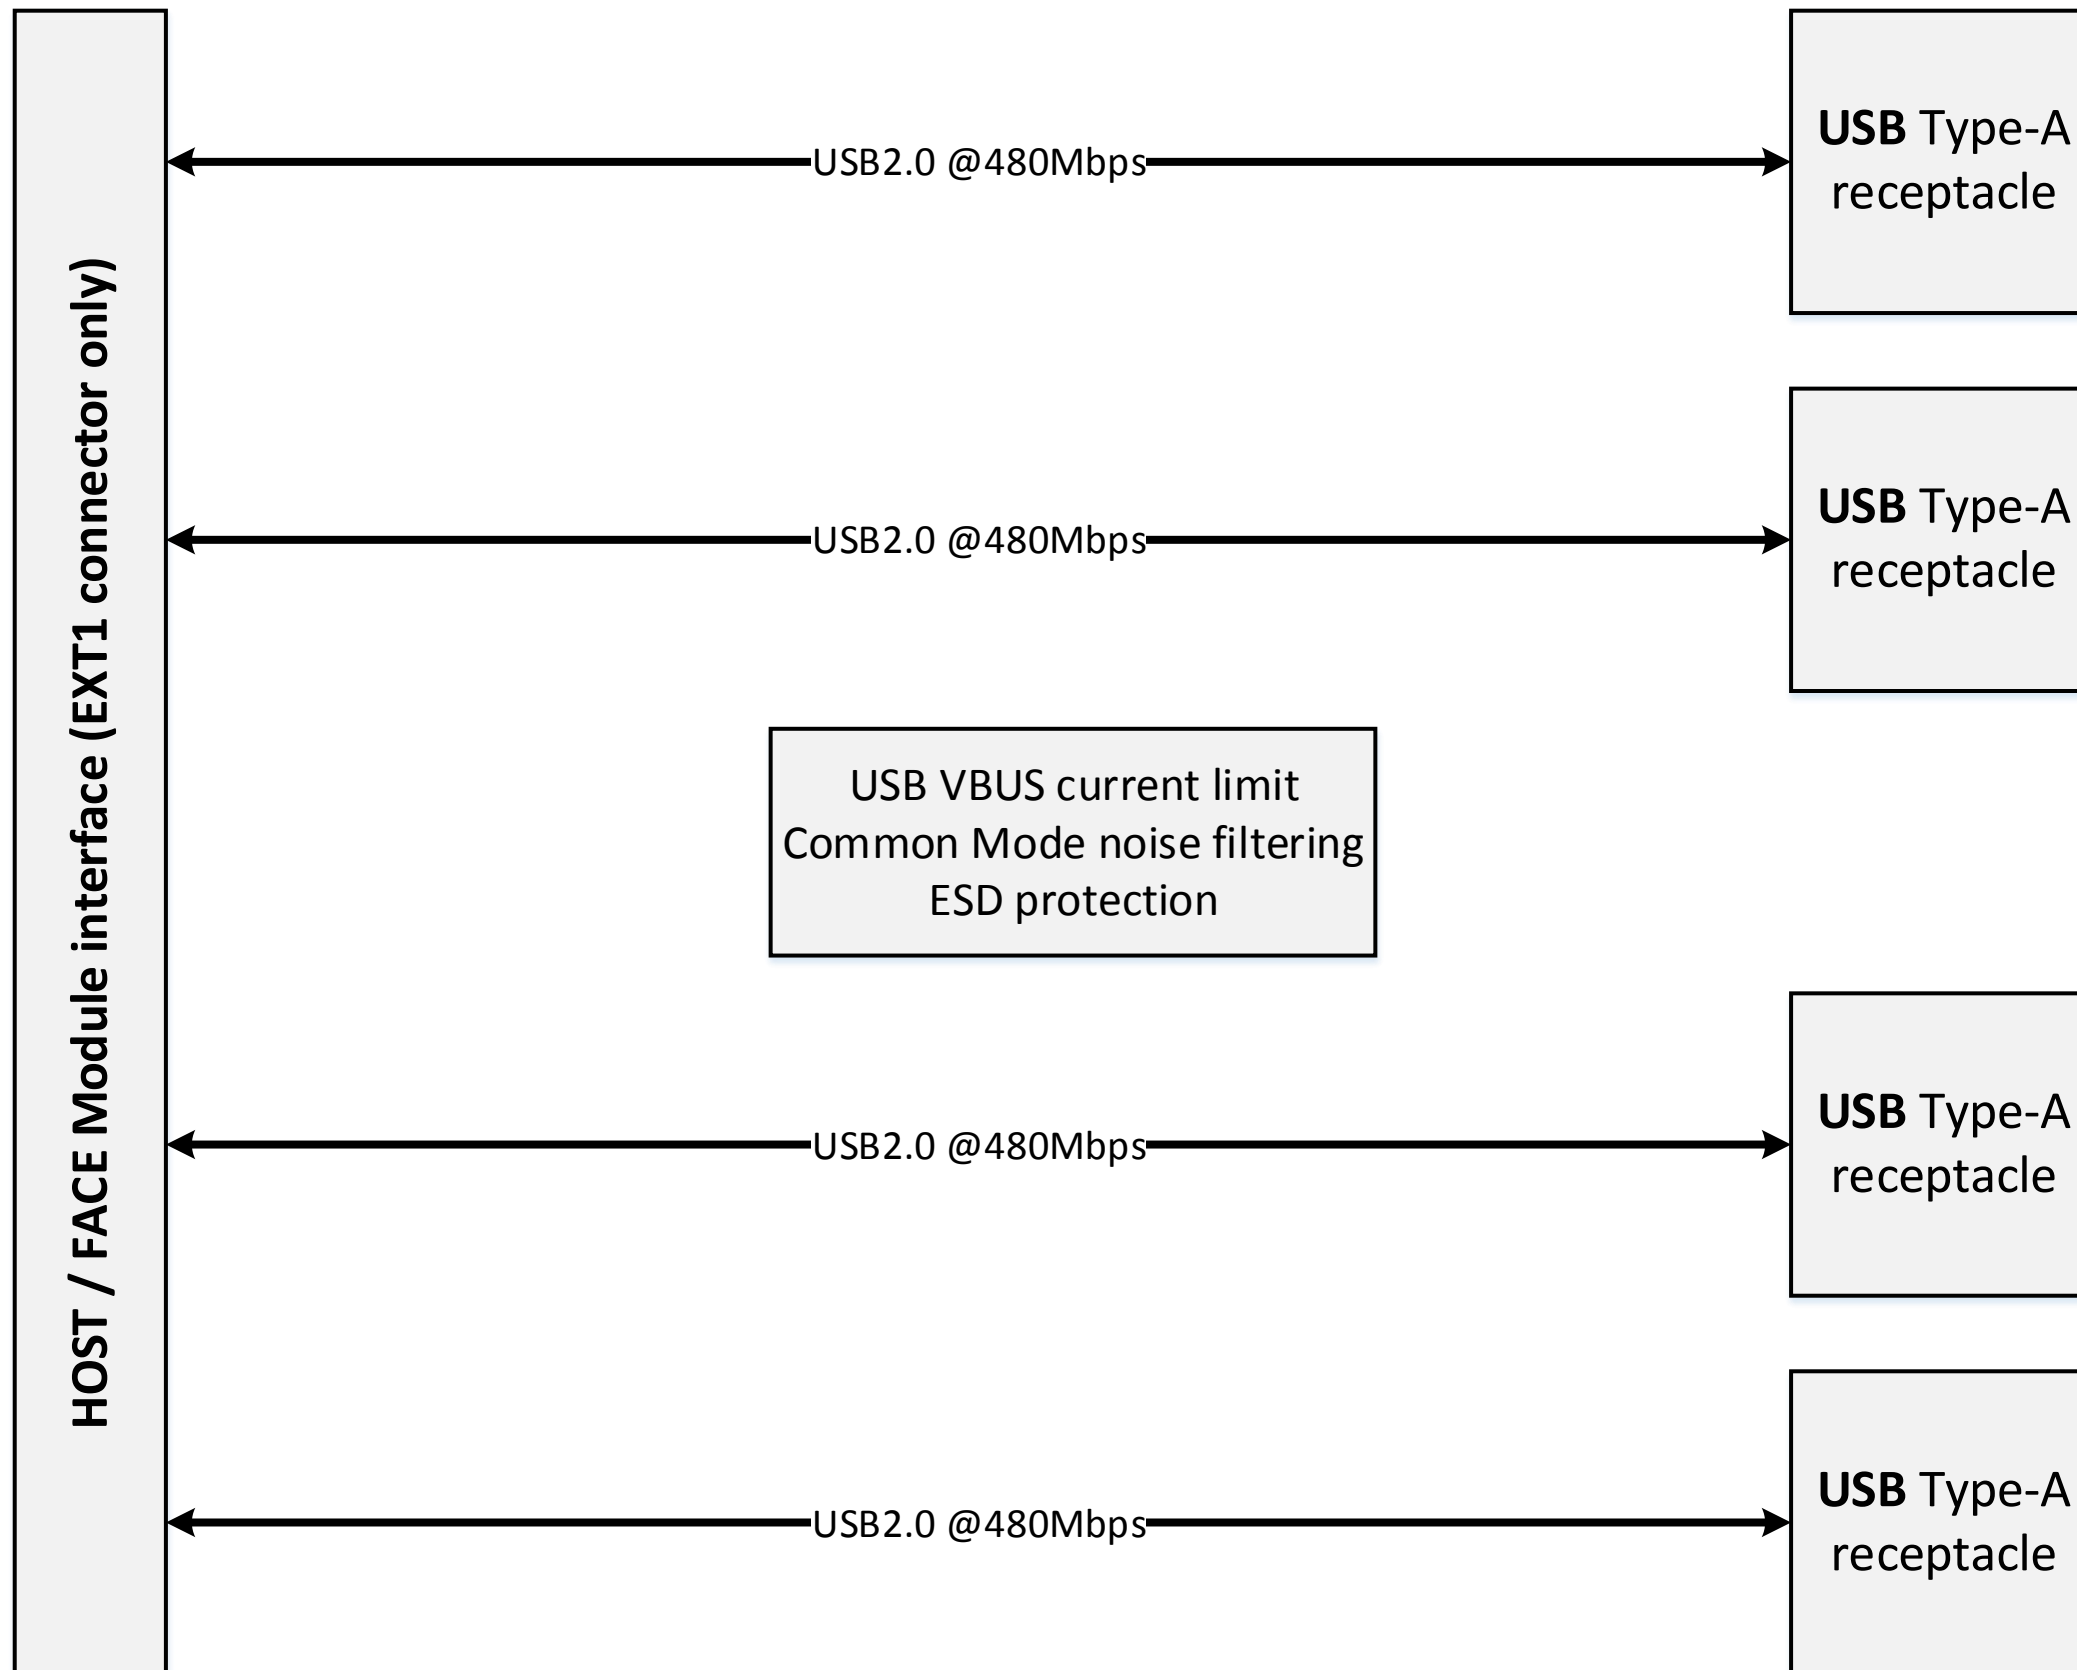 HOST / FACE Module interface (EXT1 connector only)
USB2.0 @480Mbps
USB Type-A
receptacle
USB2.0 @480Mbps
USB Type-A
receptacle
USB VBUS current limit
Common Mode noise filtering
ESD protection
USB2.0 @480Mbps
USB Type-A
receptacle
USB2.0 @480Mbps
USB Type-A
receptacle